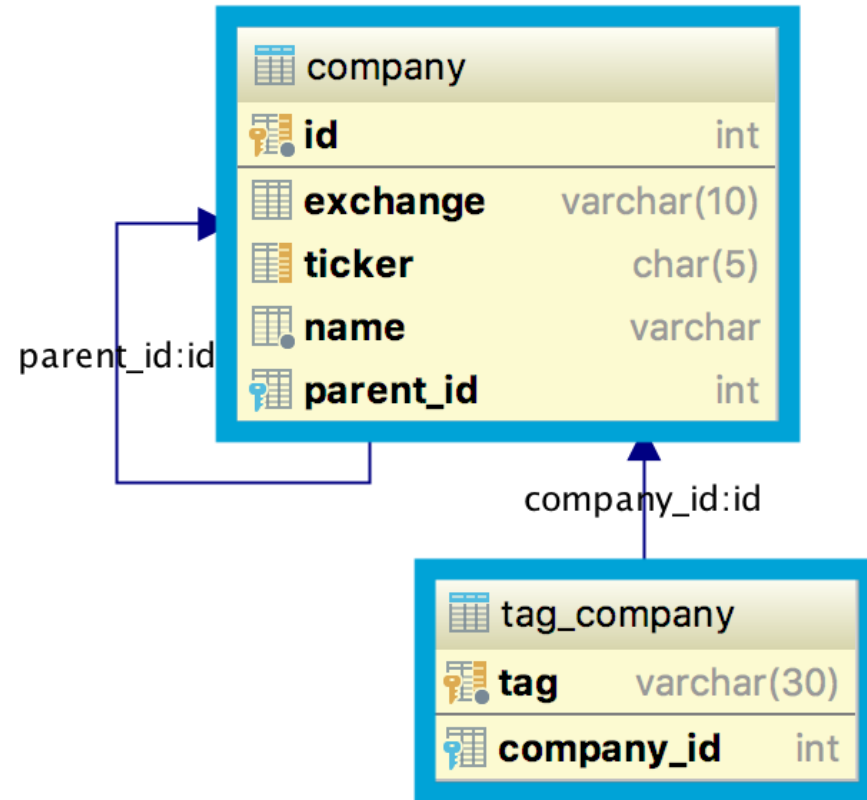 company
id int
exchange varchar(10)
ticker char(5)
name varchar
parent_id:id
parent_id int
company_id:id
tag_company
tag varchar(30)
company_id int